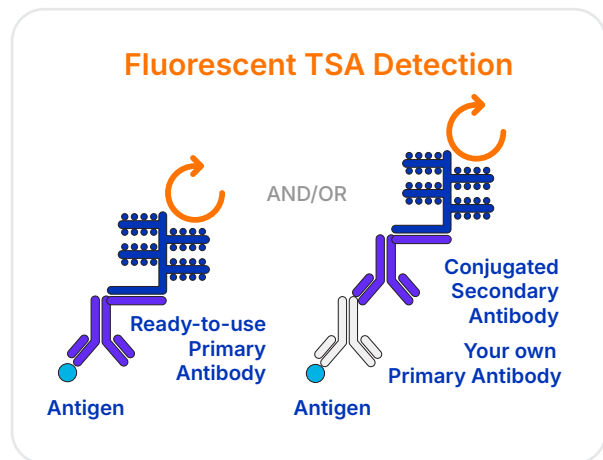 Fluorescent TSA Detection
AND/OR
Ready-to-use
Primary
Antibody
Antigen
Conjugated
Secondary
Antibody
Your own
Primary Antibody
Antigen